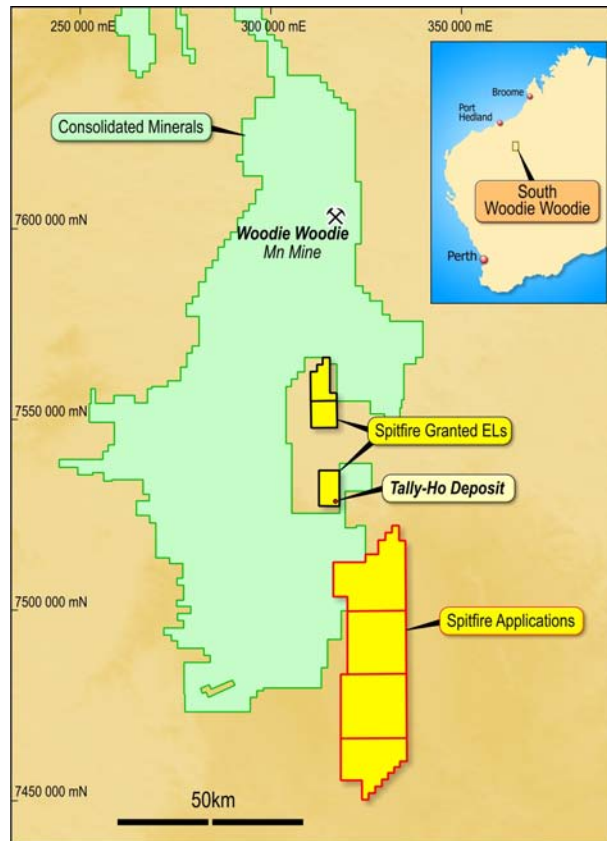 250 000 mE
300 000 mE
350 000 mE
Broome
Port
Hedland
Consolidated Minerals
South
Woodie Woodie
7600 000 mN
Woodie Woodie
Mn Mine
Perth
7550 000 mN
Spitfire Granted ELs
Tally-Ho Deposit
7500 000 mN
Spitfire Applications
7450 000 mN
50km